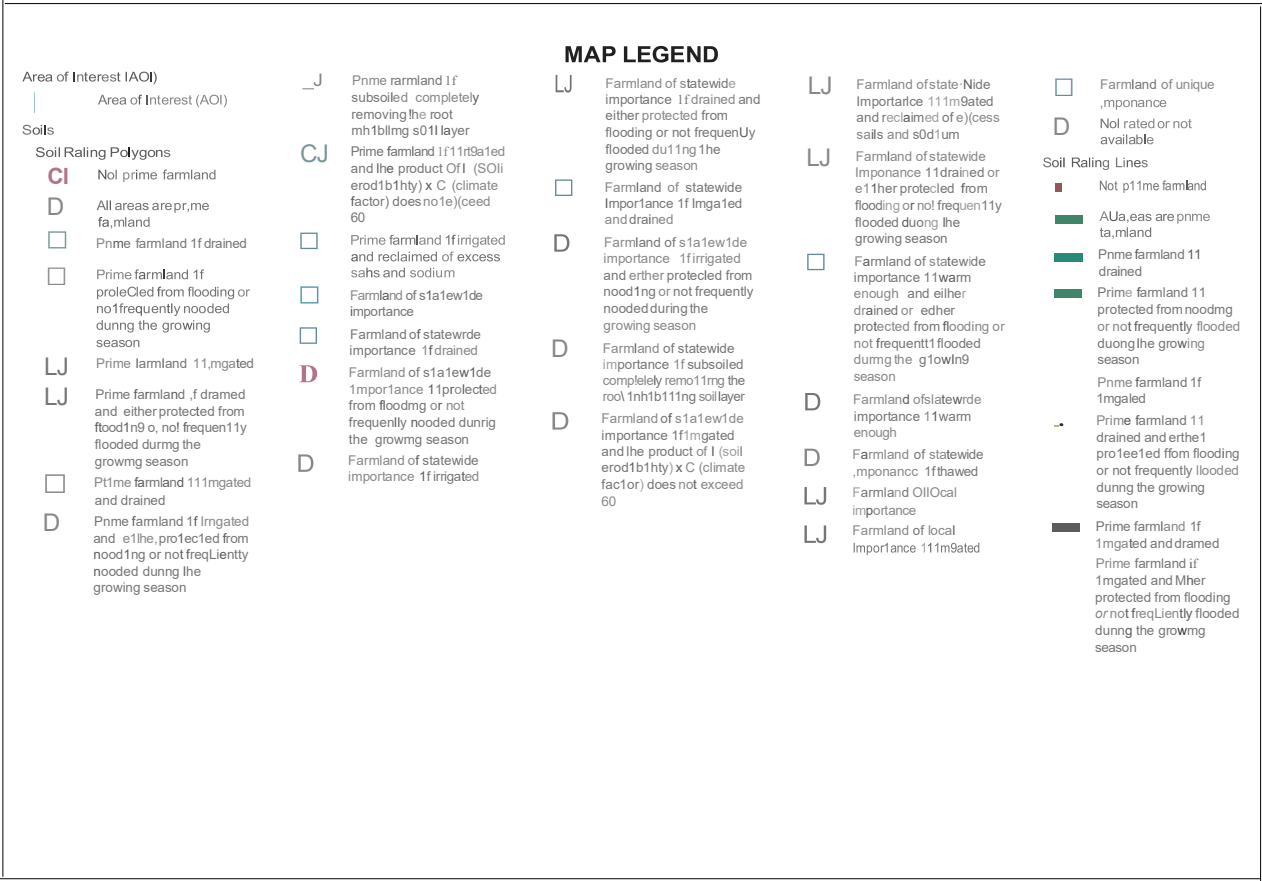 MAP LEGEND
Area of Interest IAOI)
Area of Interest (AOI)
Soils
Soil Raling Polygons
CI Nol prime farmland
D All areas arepr,me
fa,mland
Pnme farmland 1f drained
Prime farmland 1f
proleCled from flooding or
no1frequently nooded
dunng the growing
season
LJ Prime larmland 11,mgated
LJ Prime farmland ,f dramed
and either protected from
ftood1n9 o, no! frequen11y
flooded durmg the
growmg season
Pt1me farmland 111mgated
and drained
D Pnme farmland 1f Irngated
and e1lhe,pro1ec1ed from
nood1ng or not freqLientty
nooded dunng lhe
growing season
_J Pnme rarmland 1f
subsoiled completely
removing !he root
mh1bllmg s01l layer
CJ Prime farmland 1f11rt9a1ed
and lhe product Of I (SOli
erod1b1hty) x C (climate
factor) does no1e)(ceed
60
Prime farmland 1f irrigated
and reclaimed of excess
sahs and sodium
Farmland of s1a1ew1de
importance
Farmland of statewrde
importance 1f drained
D Farmland of s1a1ew1de
1mpor1ance 11prolected
from floodmg or not
frequenlly nooded dunrig
the growmg season
D Farmland of statewide
importance 1f irrigated
LJ Farmland of statewide
importance 1f drained and
either protected from
flooding or not frequenUy
flooded du11ng 1he
growing season
Farmland of statewide
Impor1ance 1f Imga1ed
and drained
D Farmland of s1a1ew1de
importance 1f irrigated
and erther protecled from
nood1ng or not frequently
nooded during the
growing season
D Farmland of statewide
importance 1f subsoiled
comp!elely remo11rng the
roo\ 1nh1b111ng soil layer
D Farmland of s1a1ew1de
importance 1f1mgated
and lhe product of I (soil
erod1b1hty) x C (climate
fac1or) does not exceed
60
LJ Farmland of state·Nide
Importarlce 111m9ated
and reclaimed of e)(cess
sails and s0d1um
LJ Farmland of statewide
Imponance 11drained or
e11her protecled from
flooding or no! frequen11y
flooded duong lhe
growing season
Farmland of statewide
importance 11warm
enough and eilher
drained or edher
protected from flooding or
not frequentt1 flooded
durmg the g1owln9
season
D Farmland ofslatewrde
importance 11warm
enough
D Farmland of statewide
,mponancc 1f thawed
LJ Farmland OIlOcal
importance
LJ Farmland of local
Impor1ance 111m9ated
Farmland of unique
,mponance
D Nol rated or not
available
Soil Raling Lines
Not p11me farmland
AUa,eas are pnme
ta,mland
Pnme farmland 11
drained
Prime farmland 11
protected from noodmg
or not frequently flooded
duong lhe growing
season
Pnme farmland 1f
1mgaled
Prime farmland 11
drained and erthe1
pro1ee1ed ffom flooding
or not frequently llooded
dunng the growing
season
Prime farmland 1f
1mgated and dramed
Prime farmland if
1mgated and Mher
protected from flooding
or not freqLiently flooded
dunng the growmg
season